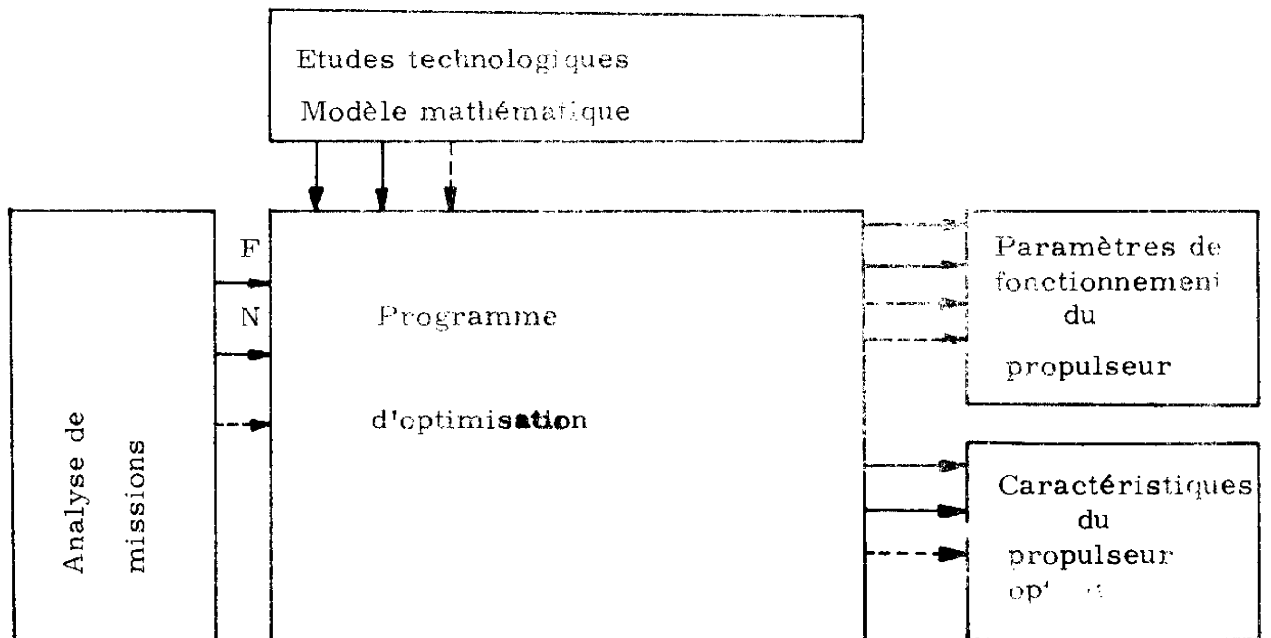 Etudes technologiques
Modèle mathématique
F
N
Analyse de
missions
Programme
d'optimisation
Paramètres de
fonctionnement
du
propulseur
Caractéristiques
du
propulseur